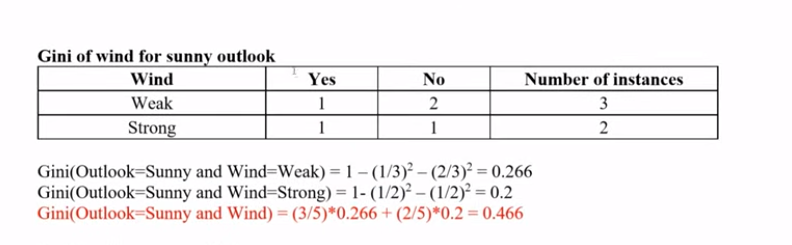 Gini of wind for sunny outlook
Wind Yes No Number of instances
Weak 1 2 3
Strong 1 1 2
Gini(Outlook=Sunny and Wind=Weak) = 1 – (1/3)² – (2/3)² = 0.266
Gini(Outlook=Sunny and Wind=Strong) = 1- (1/2)² – (1/2)² = 0.2
Gini(Outlook=Sunny and Wind) = (3/5)*0.266 + (2/5)*0.2 = 0.466